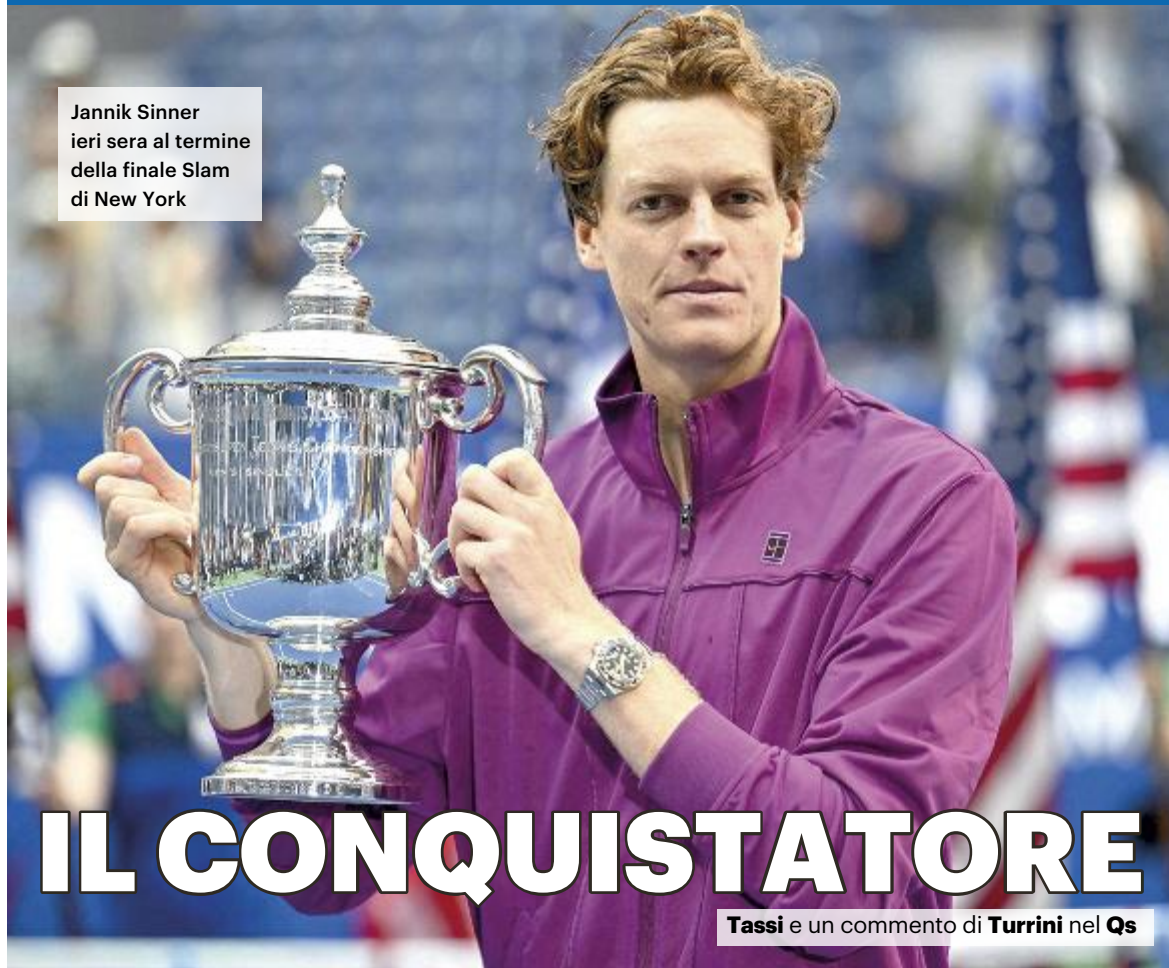 Jannik Sinner
ieri sera al termine
della finale Slam
di New York
IL CONQUISTATORE
Tassi e un commento di Turrini nel Qs